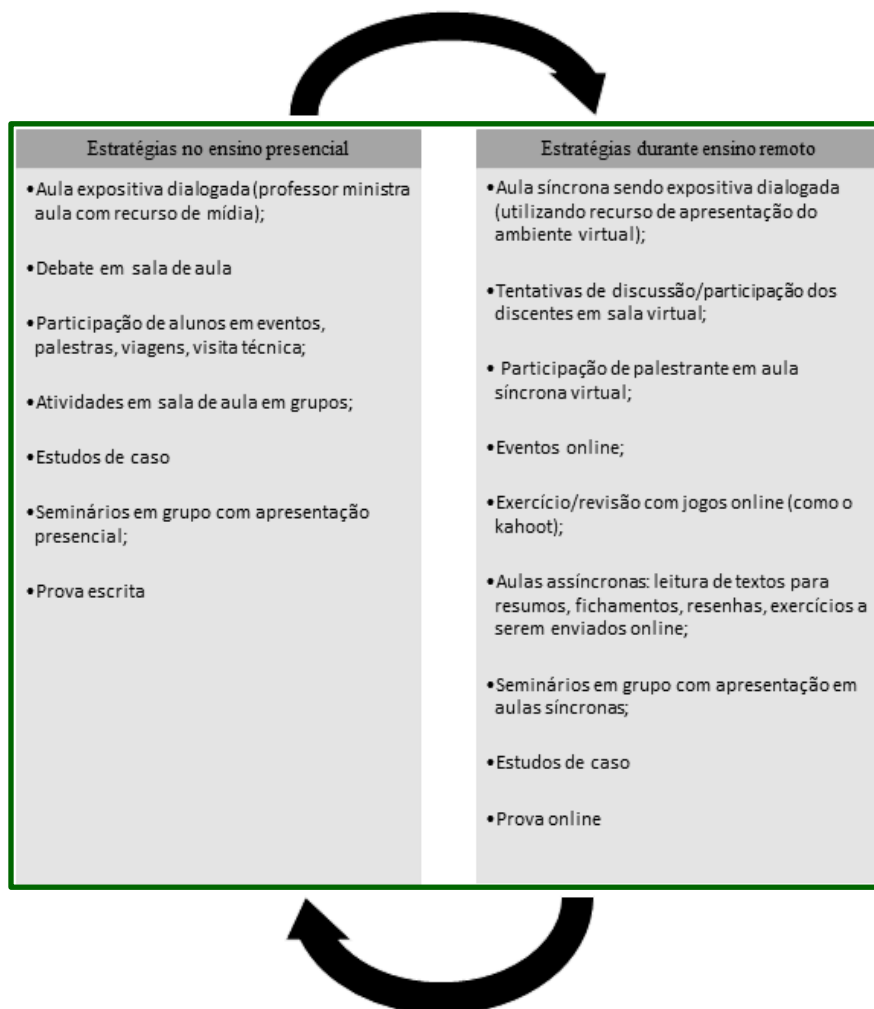 Estratégias no ensino presencial
•Aula expositiva dialogada (professor ministra
aula com recurso de mídia);
•Debate em sala de aula
•Participação de alunos em eventos,
palestras, viagens, visita técnica;
•Atividades em sala de aula em grupos;
•Estudos de caso
•Seminários em grupo com apresentação
presencial;
•Prova escrita
Estratégias durante ensino remoto
•Aula síncrona sendo expositiva dialogada
(utilizando recurso de apresentação do
ambiente virtual);
•Tentativas de discussão/participação dos
discentes em sala virtual;
• Participação de palestrante em aula
síncrona virtual;
•Eventos online;
•Exercício/revisão com jogos online (como o
kahoot);
•Aulas assíncronas: leitura de textos para
resumos, fichamentos, resenhas, exercícios a
serem enviados online;
•Seminários em grupo com apresentação em
aulas síncronas;
•Estudos de caso
•Prova online